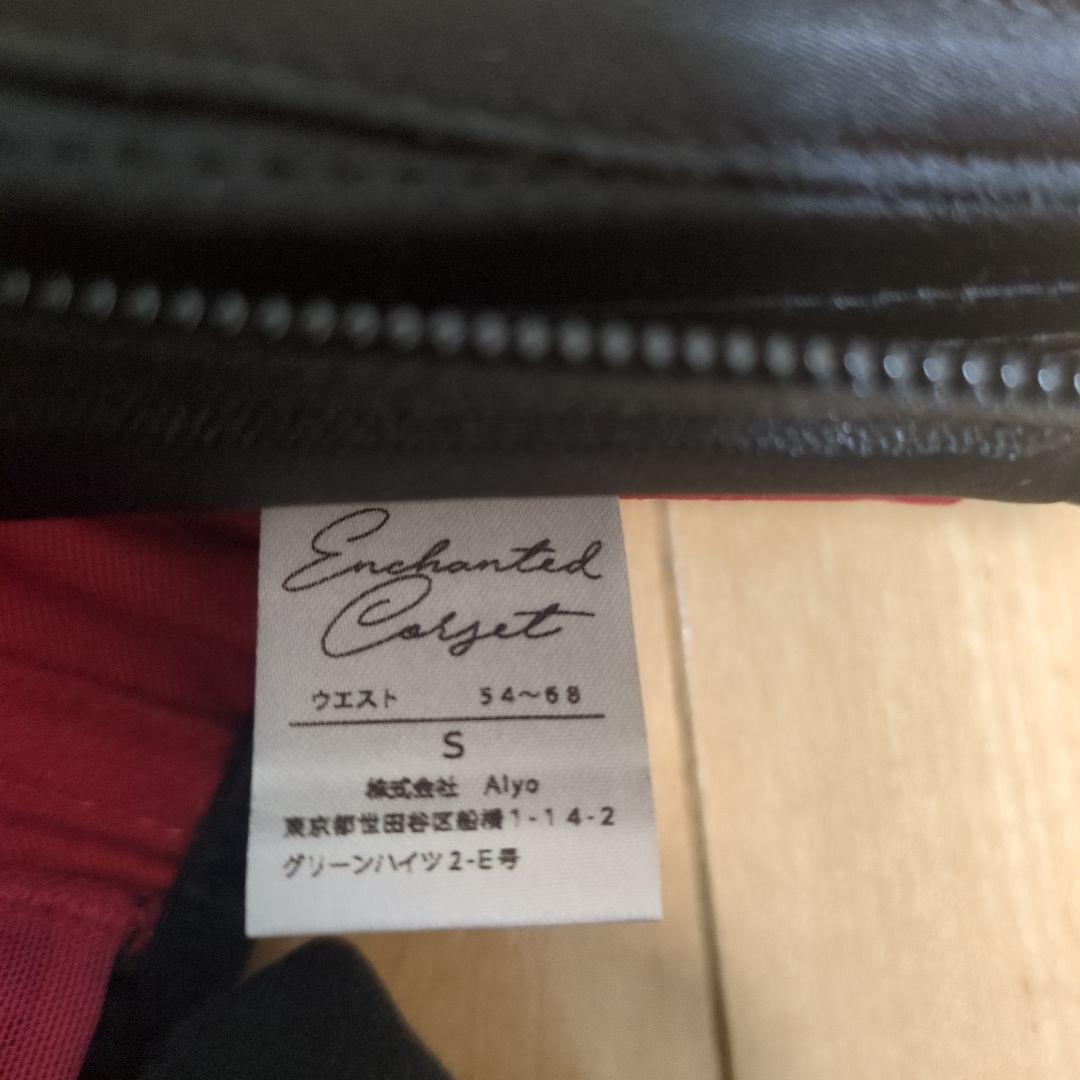 Enchanted
Corset
ウエスト 54〜68
S
株式会社 Alyo
東京都世田谷区船橋1-14-2
グリーンハイツ2-E号